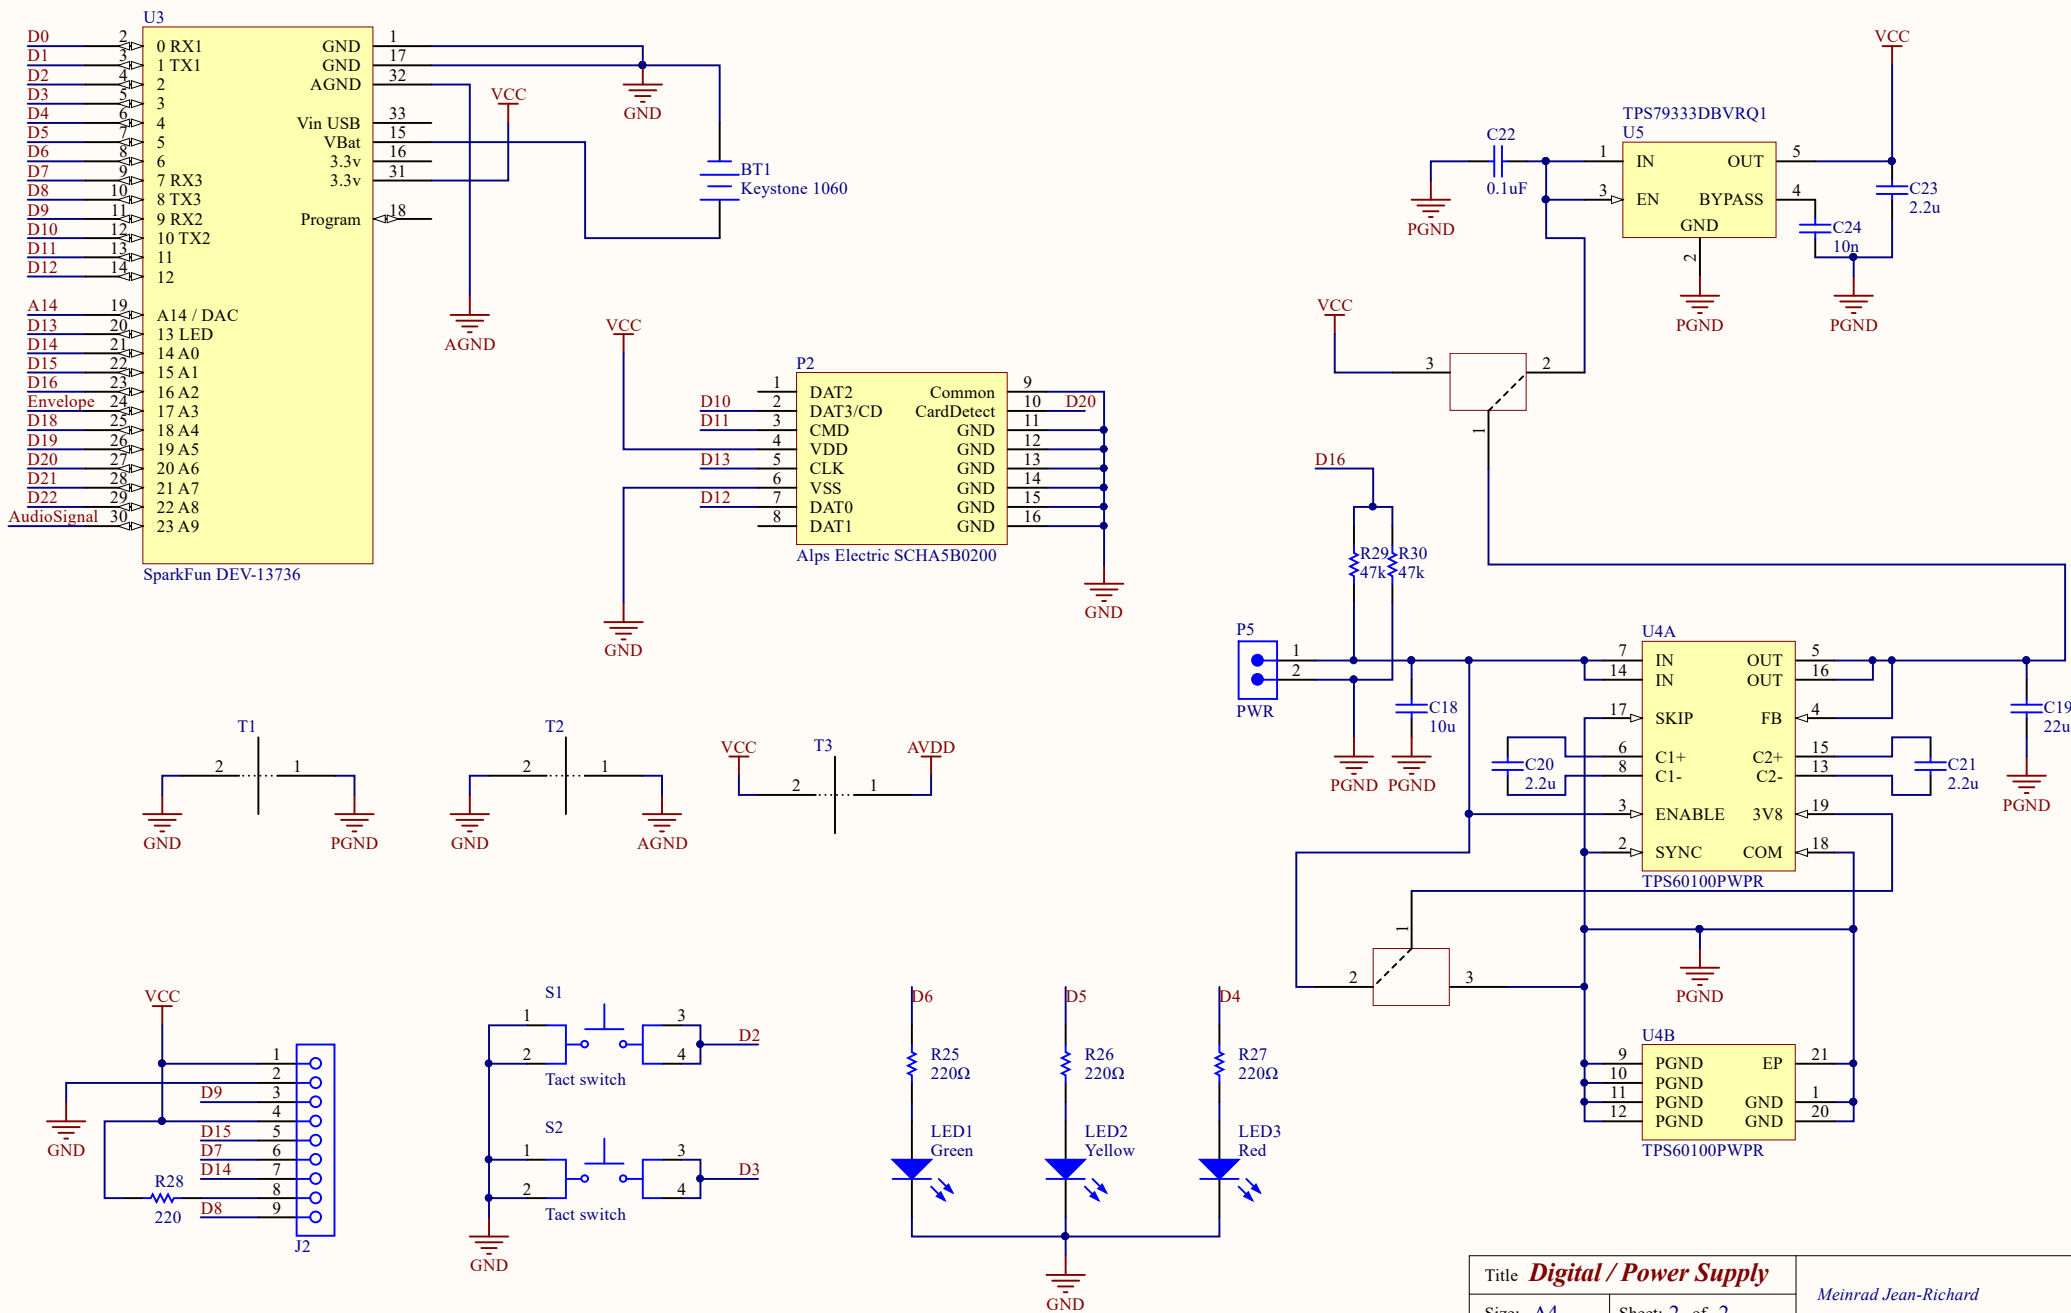 U3
D0 2 0 RX1 GND 1
D1 3 1 TX1 GND 17
D2 4 2 AGND 32
D3 5 3
D4 6 4 Vin USB 33
D5 7 5 VBat 15
D6 8 6 3.3v 16
D7 9 7 RX3 3.3v 31
D8 10 8 TX3
D9 11 9 RX2 Program 18
D10 12 10 TX2
D11 13 11
D12 14 12
A14 19 A14 / DAC
D13 20 13 LED
D14 21 14 A0
D15 22 15 A1
D16 23 16 A2
Envelope 24 17 A3
D18 25 18 A4
D19 26 19 A5
D20 27 20 A6
D21 28 21 A7
D22 29 22 A8
AudioSignal 30 23 A9
SparkFun DEV-13736
GND
VCC
AGND
BT1
Keystone 1060
VCC
P2
1 DAT2 Common 9
D10 2 DAT3/CD CardDetect 10 D20
D11 3 CMD GND 11
4 VDD GND 12
D13 5 CLK GND 13
6 VSS GND 14
D12 7 DAT0 GND 15
8 DAT1 GND 16
Alps Electric SCHA5B0200
GND
GND
VCC
TPS79333DBVRQ1
U5
C22
0.1uF
PGND
1 IN OUT 5
3 EN BYPASS 4
GND
2
PGND
C23
2.2u
C24
10n
PGND
VCC
3 2
1
D16
R29
47k
R30
47k
P5
1
2
PWR
PGND
C18
10u
PGND
U4A
7 IN OUT 5
14 IN OUT 16
17 SKIP FB 4
6 C1+ C2+ 15
8 C1- C2- 13
3 ENABLE 3V8 19
2 SYNC COM 18
TPS60100PWPR
C20
2.2u
C21
2.2u
C19
22u
PGND
1
2 3
PGND
U4B
9 PGND EP 21
10 PGND
11 PGND GND 1
12 PGND GND 20
TPS60100PWPR
T1
2 1
GND PGND
T2
2 1
GND AGND
VCC T3 AVDD
2 1
VCC
1
2
D9 3
4
D15 5
D7 6
D14 7
R28 8
220
D8 9
J2
GND
S1
1 3
2 4
D2
Tact switch
S2
1 3
2 4
D3
Tact switch
GND
D6 D5 D4
R25
220Ω
R26
220Ω
R27
220Ω
LED1
Green
LED2
Yellow
LED3
Red
GND
Title Digital / Power Supply
Meinrad Jean-Richard
Size: A4 Sheet: 2 of 2